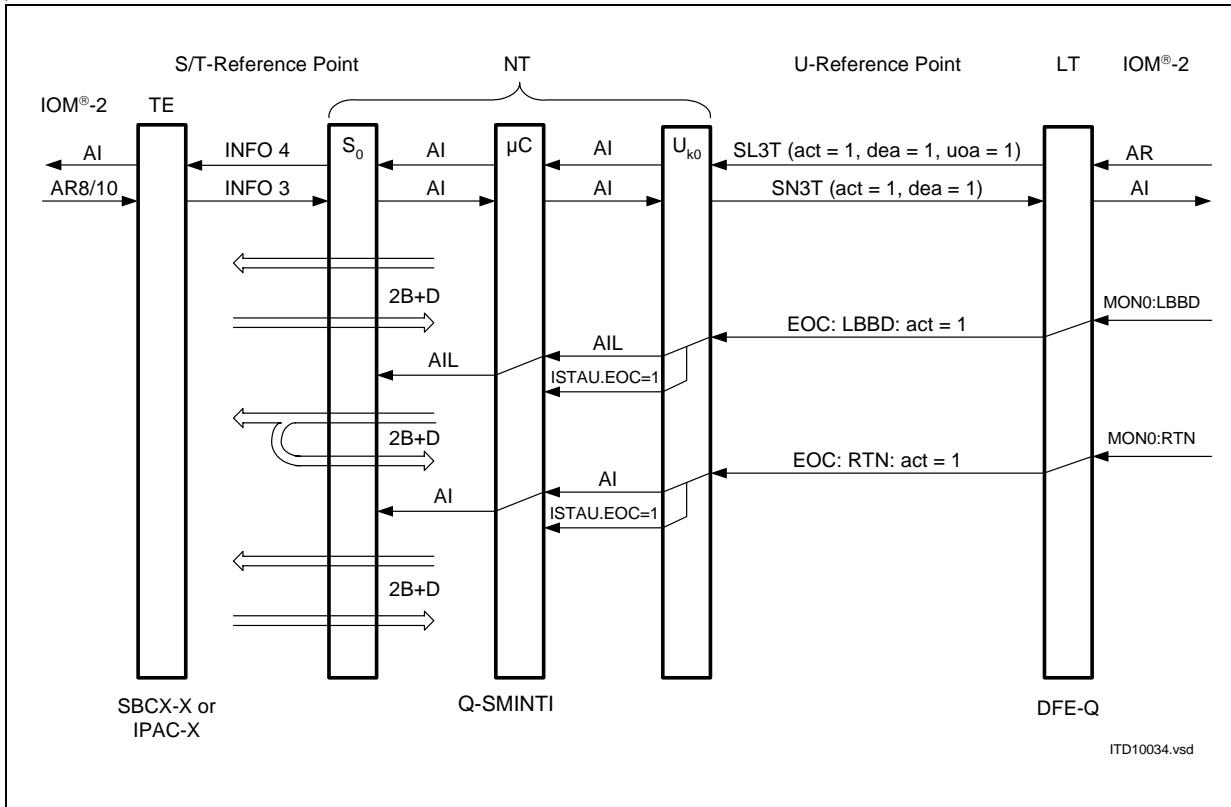 S/T-Reference Point NT U-Reference Point LT IOM®-2
IOM®-2 TE
S0 µC Uk0
AI INFO 4 AI AI SL3T (act = 1, dea = 1, uoa = 1) AR
AR8/10 INFO 3 AI AI SN3T (act = 1, dea = 1) AI
2B+D
MON0:LBBD
EOC: LBBD: act = 1
AIL
AIL
ISTAU.EOC=1
2B+D
MON0:RTN
EOC: RTN: act = 1
AI
AI
ISTAU.EOC=1
2B+D
SBCX-X or
IPAC-X
Q-SMINTI
DFE-Q
ITD10034.vsd